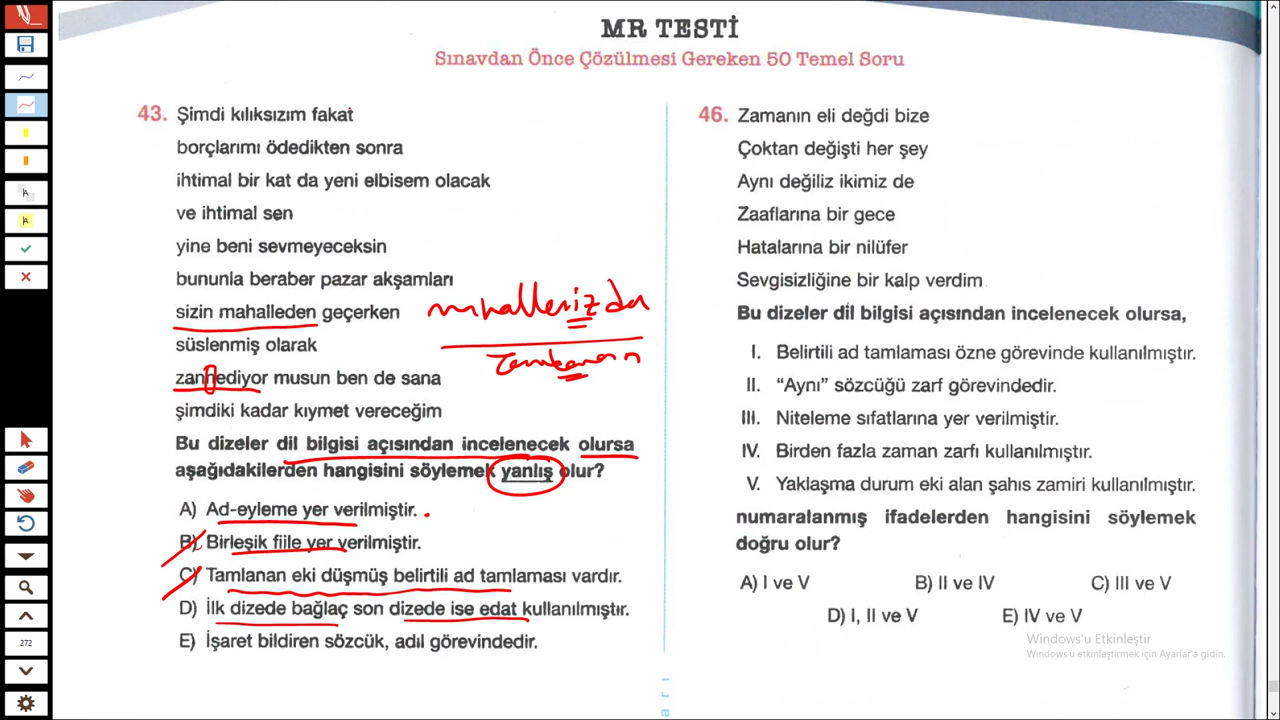 MR TESTİ
Sınavdan Önce Çözülmesi Gereken 50 Temel Soru
43. Şimdi kılıksızım fakat
borçlarımı ödedikten sonra
ihtimal bir kat da yeni elbisem olacak
ve ihtimal sen
yine beni sevmeyeceksin
bununla beraber pazar akşamları
sizin mahalleden geçerken
süslenmiş olarak
zannediyor musun ben de sana
şimdiki kadar kıymet vereceğim
Bu dizeler dil bilgisi açısından incelenecek olursa
aşağıdakilerden hangisini söylemek yanlış olur?
A) Ad-eyleme yer verilmiştir.
B) Birleşik fiile yer verilmiştir.
C) Tamlanan eki düşmüş belirtili ad tamlaması vardır.
D) İlk dizede bağlaç son dizede ise edat kullanılmıştır.
E) İşaret bildiren sözcük, adıl görevindedir.
mahallenizden
tamlanan
46. Zamanın eli değdi bize
Çoktan değişti her şey
Aynı değiliz ikimiz de
Zaaflarına bir gece
Hatalarına bir nilüfer
Sevgisizliğine bir kalp verdim
Bu dizeler dil bilgisi açısından incelenecek olursa,
I. Belirtili ad tamlaması özne görevinde kullanılmıştır.
II. "Aynı" sözcüğü zarf görevindedir.
III. Niteleme sıfatlarına yer verilmiştir.
IV. Birden fazla zaman zarfı kullanılmıştır.
V. Yaklaşma durum eki alan şahıs zamiri kullanılmıştır.
numaralanmış ifadelerden hangisini söylemek
doğru olur?
A) I ve V B) II ve IV C) III ve V
D) I, II ve V E) IV ve V
Windows'u Etkinleştir
Windows'u etkinleştirmek için Ayarlar'a gidin.
272